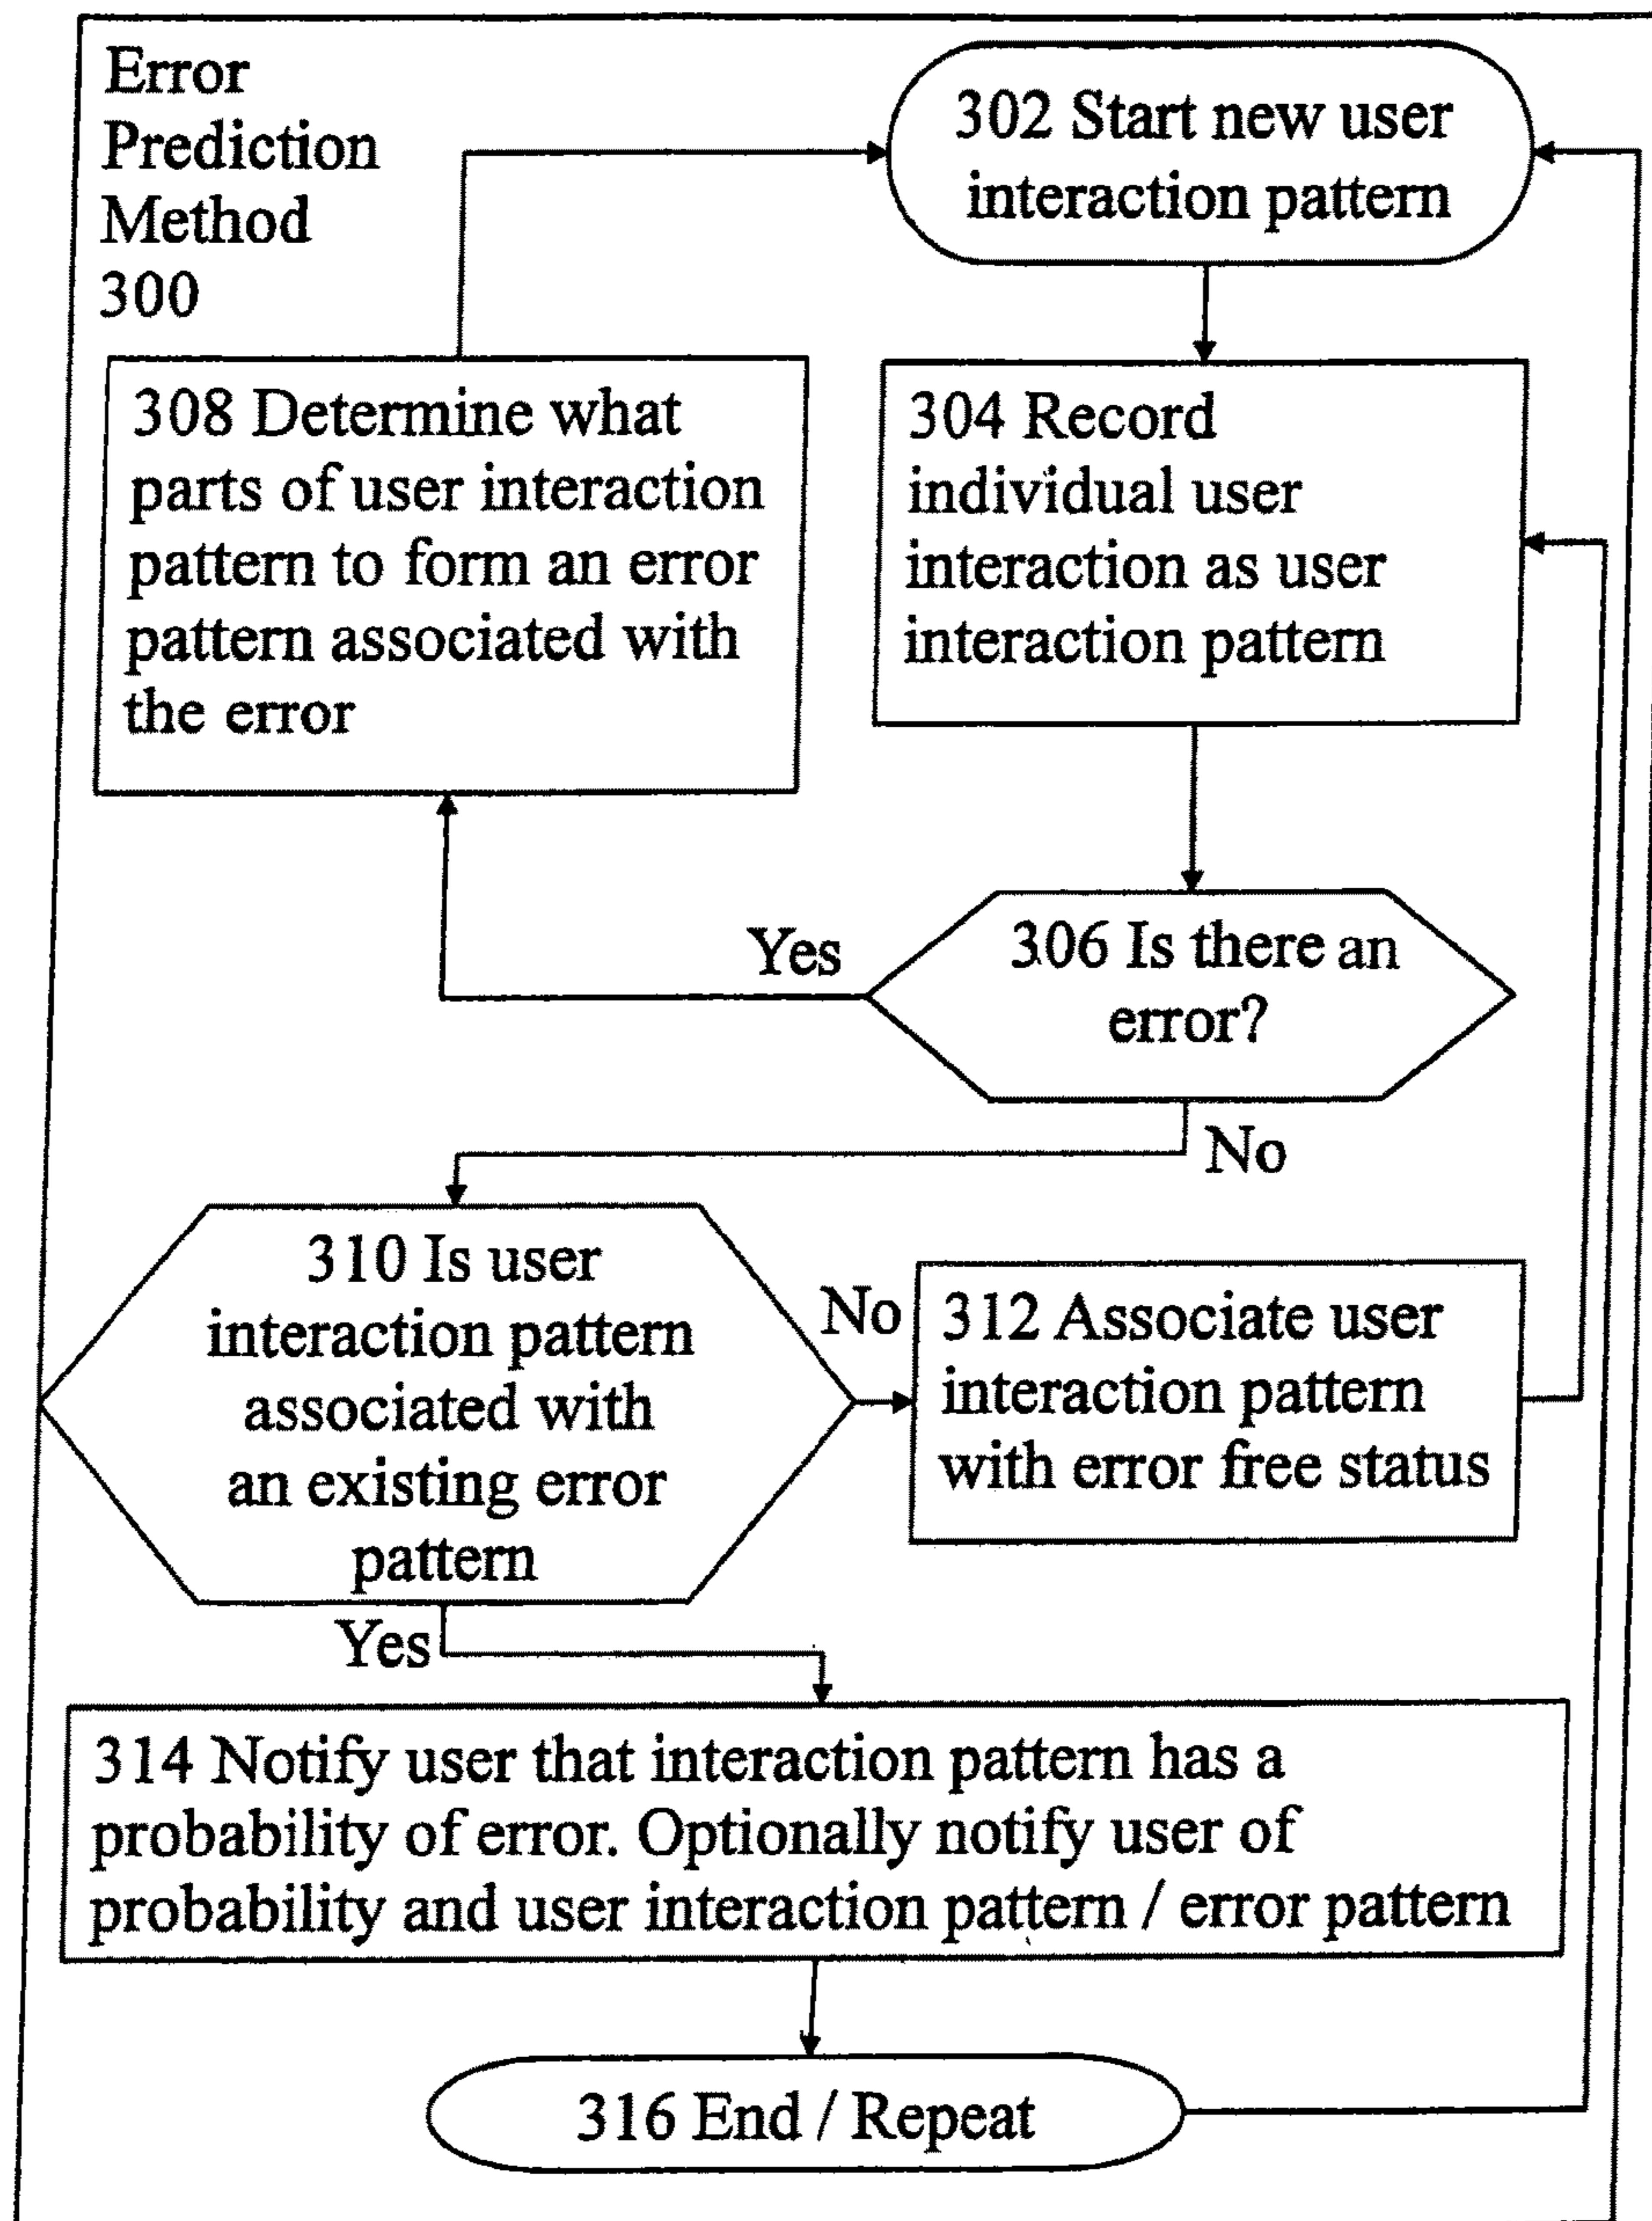 Error
Prediction
Method
300
302 Start new user
interaction pattern
308 Determine what
parts of user interaction
pattern to form an error
pattern associated with
the error
304 Record
individual user
interaction as user
interaction pattern
Yes
306 Is there an
error?
No
310 Is user
interaction pattern
associated with
an existing error
pattern
No
312 Associate user
interaction pattern
with error free status
Yes
314 Notify user that interaction pattern has a
probability of error. Optionally notify user of
probability and user interaction pattern / error pattern
316 End / Repeat